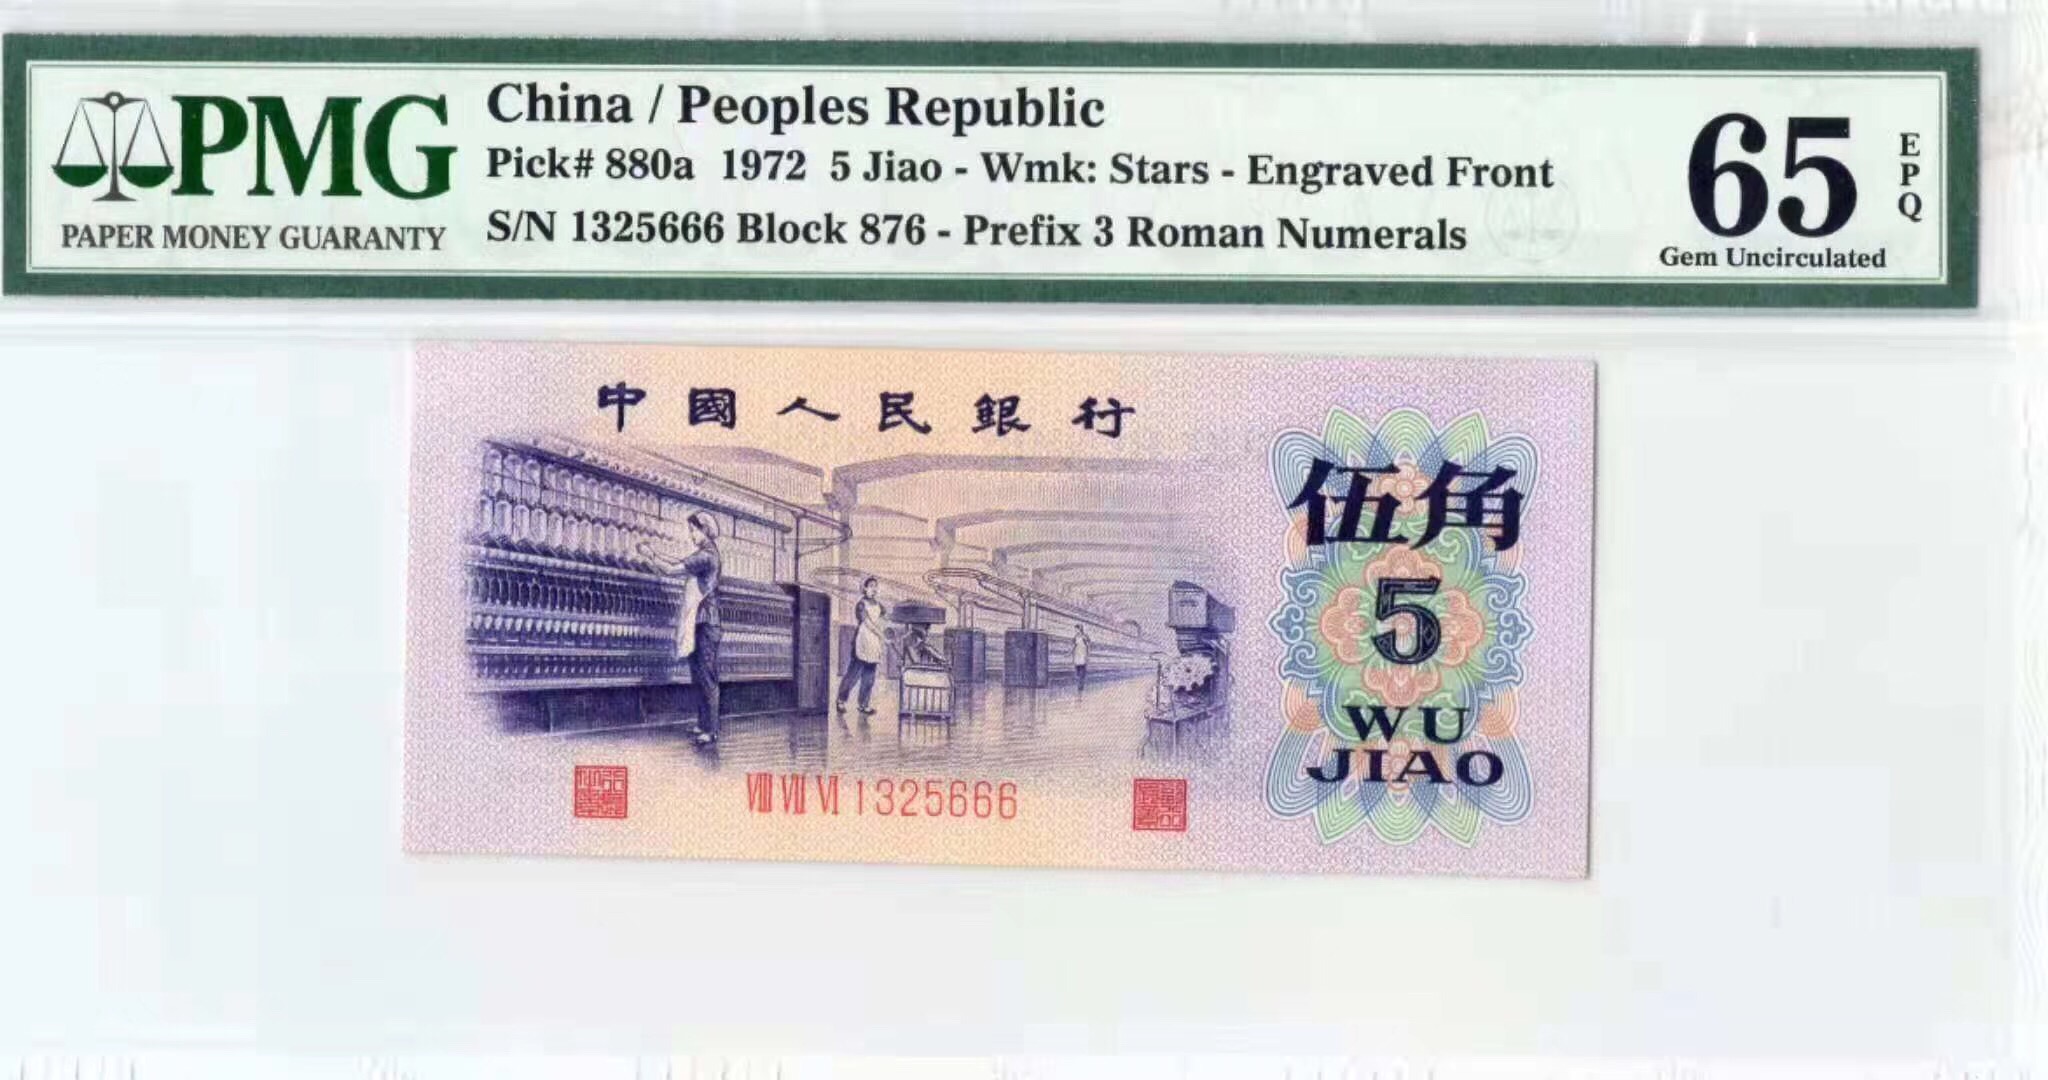 PMG
PAPER MONEY GUARANTY
China / Peoples Republic
Pick# 880a 1972 5 Jiao - Wmk: Stars - Engraved Front
S/N 1325666 Block 876 - Prefix 3 Roman Numerals
65
EPQ
Gem Uncirculated
中國人民銀行
伍角
5
WU
JIAO
VIII VII VI 1325666